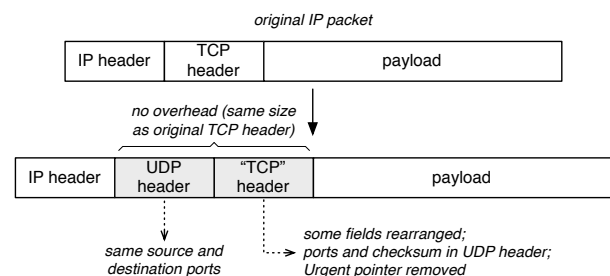 original IP packet
IP header
TCP
header
payload
no overhead (same size
as original TCP header)
IP header
UDP
header
“TCP”
header
payload
same source and
destination ports
some fields rearranged;
ports and checksum in UDP header;
Urgent pointer removed